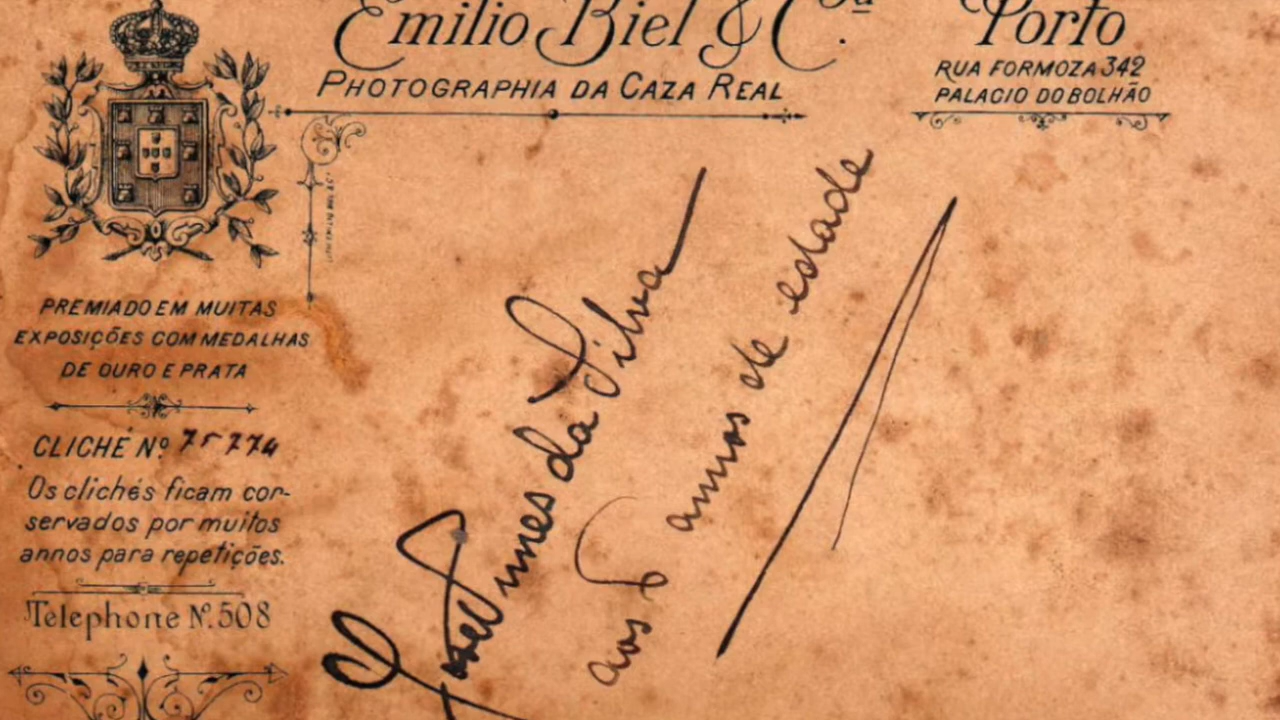 Emilio Biel & C.ª
PHOTOGRAPHIA DA CAZA REAL
Porto
RUA FORMOZA 342
PALACIO DO BOLHÃO
PREMIADO EM MUITAS
EXPOSIÇÕES COM MEDALHAS
DE OURO E PRATA
CLICHÉ Nº 75774
Os clichés ficam con-
servados por muitos
annos para repetições.
Telephone Nº. 508
José Nunes da Silva
aos 5 annos de edade